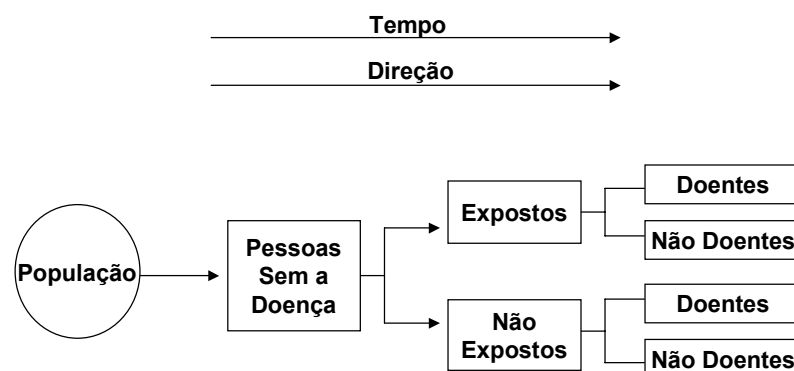 Tempo
Direção
População
Pessoas
Sem a
Doença
Expostos
Doentes
Não Doentes
Não
Expostos
Doentes
Não Doentes